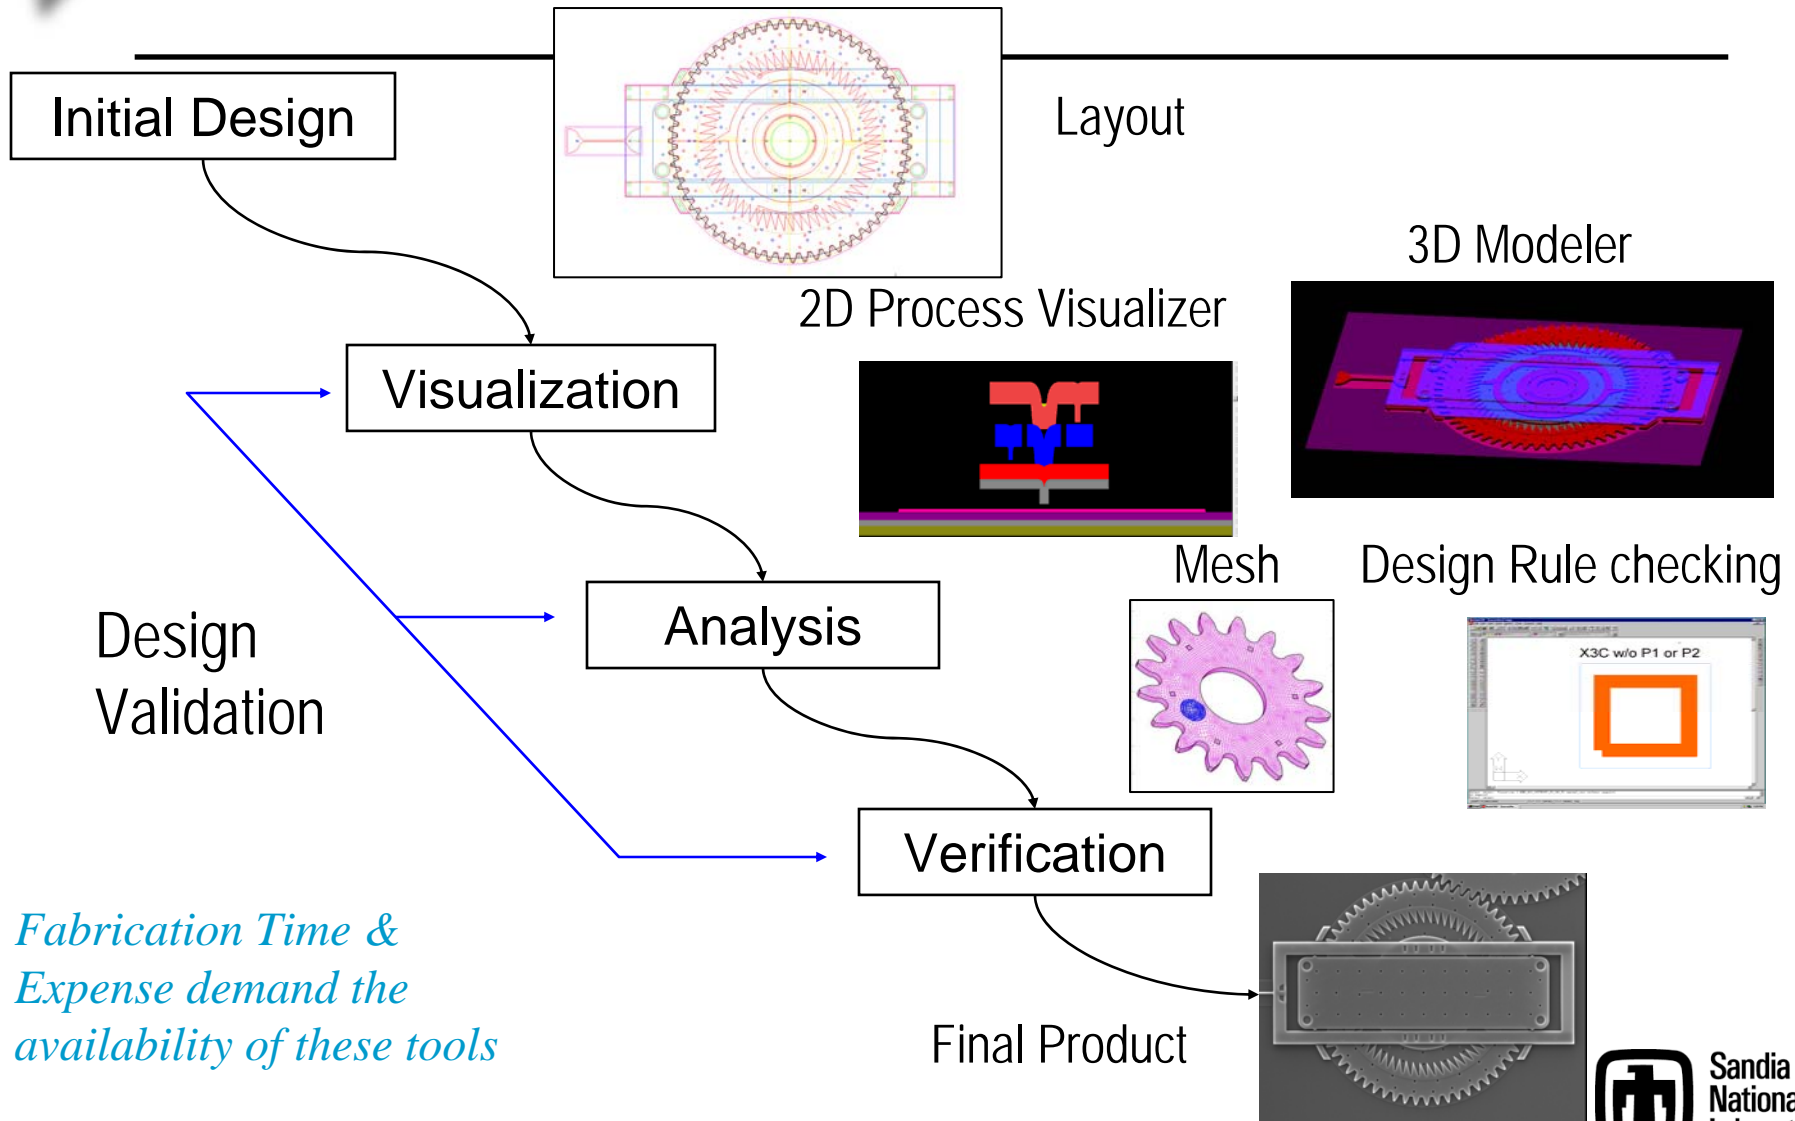 Initial Design
Layout
3D Modeler
2D Process Visualizer
Visualization
Mesh
Design Rule checking
X3C w/o P1 or P2
Analysis
Design
Validation
Verification
Fabrication Time &
Expense demand the
availability of these tools
Final Product
Sandia
Nationa